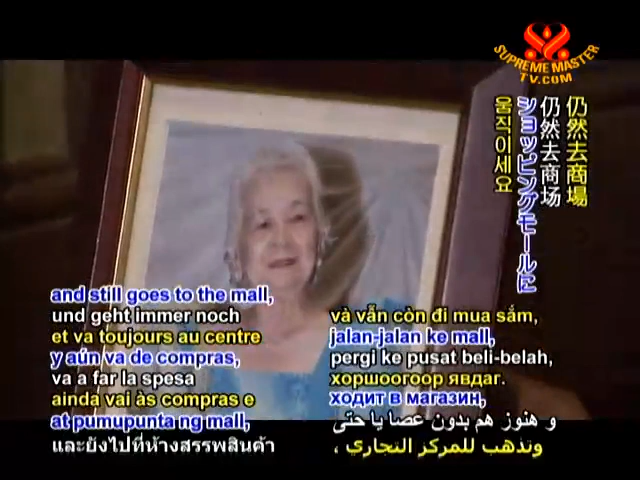 SUPREME MASTER
TV.COM
仍然去商場
仍然去商场
ショッピングモールに
움직이세요
and still goes to the mall,
und geht immer noch
et va toujours au centre
y aún va de compras,
va a far la spesa
ainda vai às compras e
at pumupunta ng mall,
และยังไปที่ห้างสรรพสินค้า
và vẫn còn đi mua sắm,
jalan-jalan ke mall,
pergi ke pusat beli-belah,
хоршоогоор явдаг.
ходит в магазин,
و هنوز هم بدون عصا یا حتی
وتذهب للمركز التجاري ،